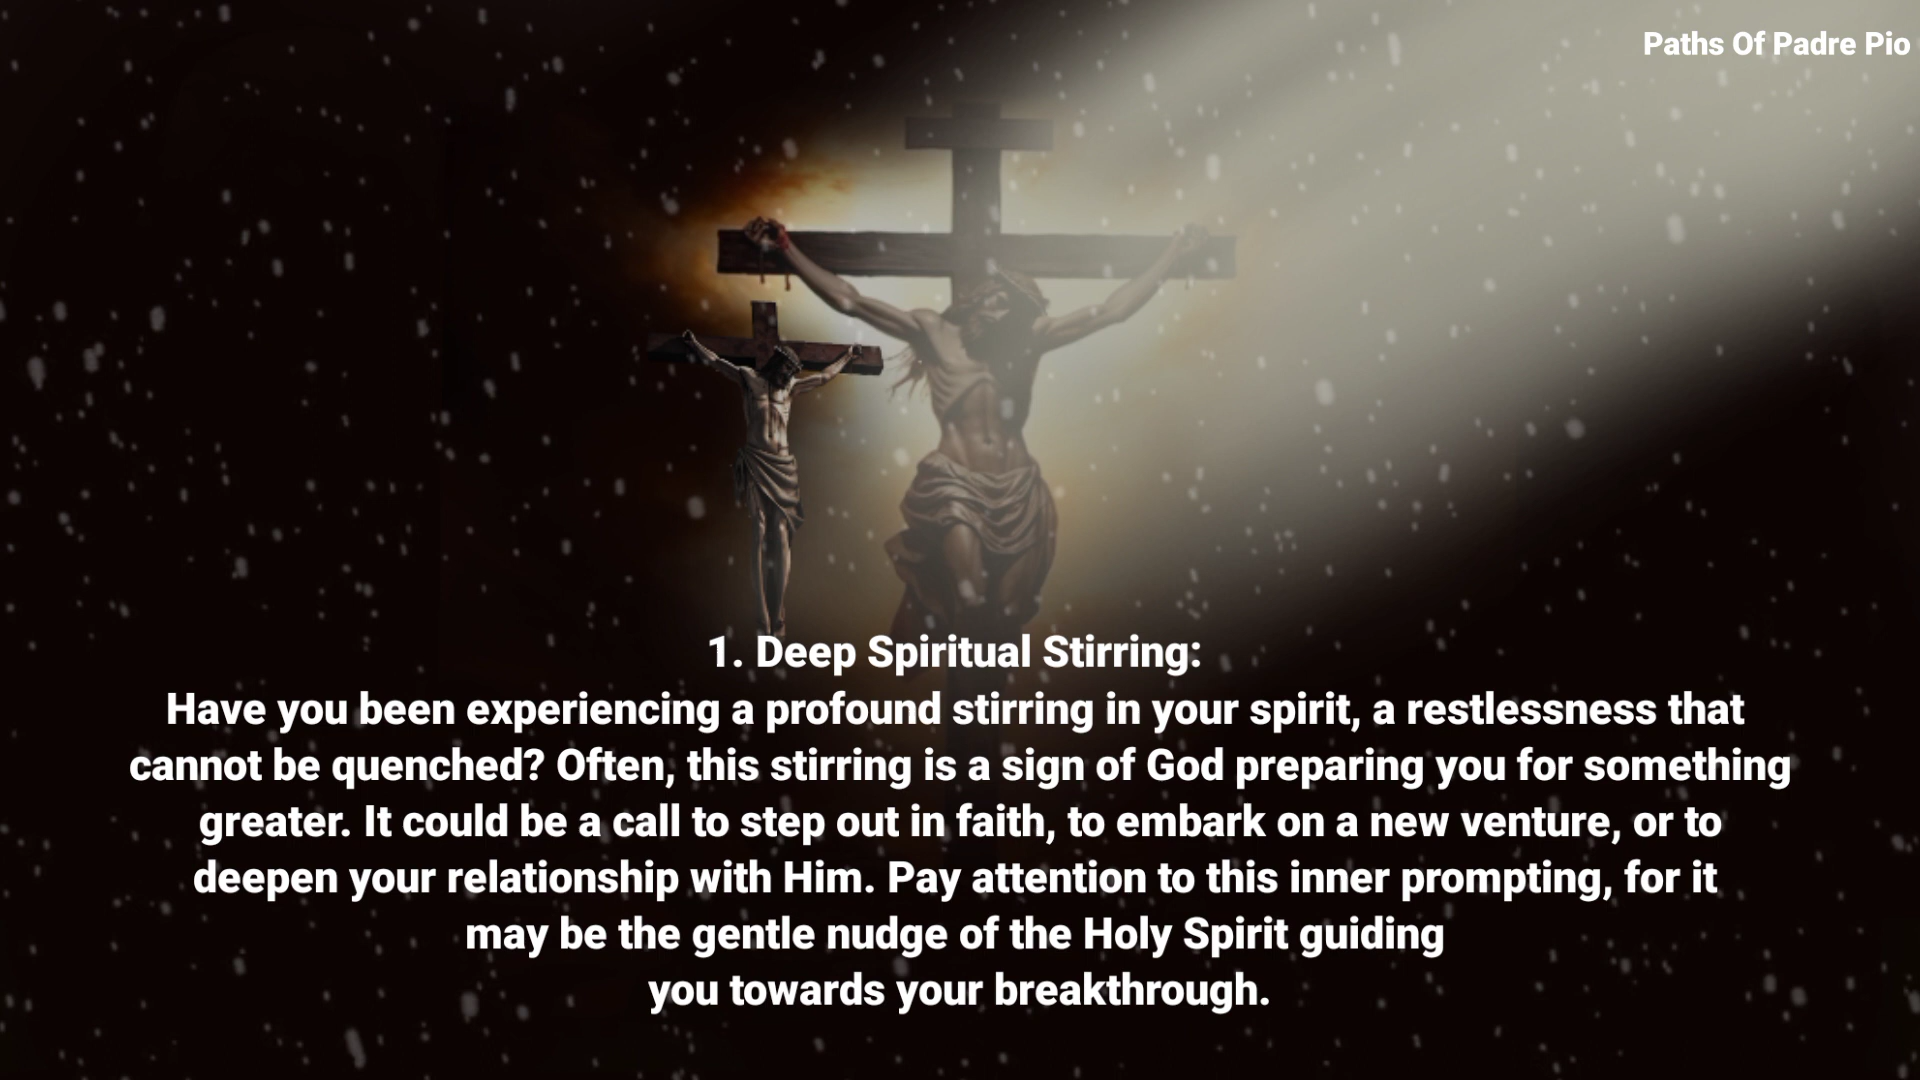 Paths Of Padre Pio
1. Deep Spiritual Stirring:
Have you been experiencing a profound stirring in your spirit, a restlessness that
cannot be quenched? Often, this stirring is a sign of God preparing you for something
greater. It could be a call to step out in faith, to embark on a new venture, or to
deepen your relationship with Him. Pay attention to this inner prompting, for it
may be the gentle nudge of the Holy Spirit guiding
you towards your breakthrough.